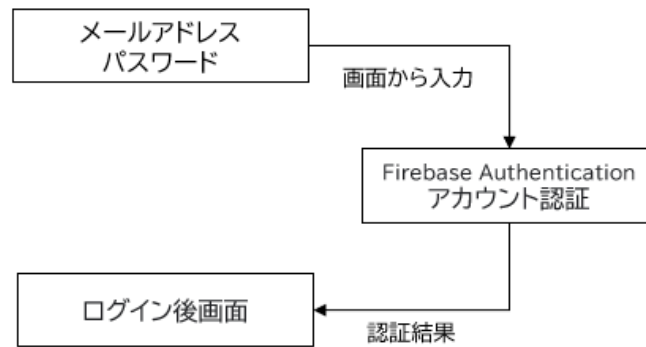 メールアドレス
パスワード
画面から入力
Firebase Authentication
アカウント認証
ログイン後画面
認証結果